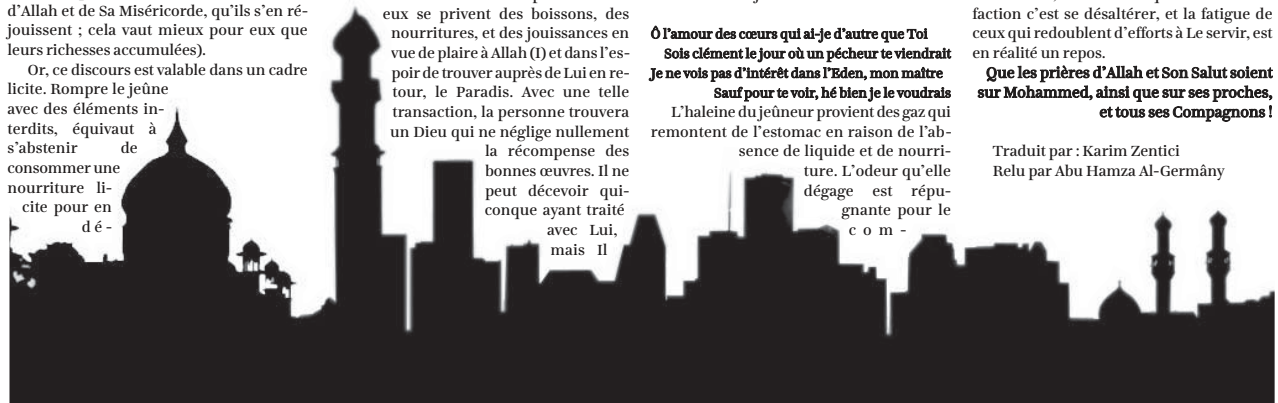 d'Allah et de Sa Miséricorde, qu'ils s'en ré-
jouissent ; cela vaut mieux pour eux que
leurs richesses accumulées).
Or, ce discours est valable dans un cadre
licite. Rompre le jeûne
avec des éléments in-
terdits, équivaut à
s'abstenir de
consommer une
nourriture li-
cite pour en
dé-
eux se privent des boissons, des
nourritures, et des jouissances en
vue de plaire à Allah (I) et dans l'es-
poir de trouver auprès de Lui en re-
tour, le Paradis. Avec une telle
transaction, la personne trouvera
un Dieu qui ne néglige nullement
la récompense des
bonnes œuvres. Il ne
peut décevoir qui-
conque ayant traité
avec Lui,
mais Il
Ô l'amour des cœurs qui ai-je d'autre que Toi
Sois clément le jour où un pécheur te viendrait
Je ne vois pas d'intérêt dans l'Eden, mon maître
Sauf pour te voir, hé bien je le voudrais
L'haleine du jeûneur provient des gaz qui
remontent de l'estomac en raison de l'ab-
sence de liquide et de nourri-
ture. L'odeur qu'elle
dégage est répu-
gnante pour le
com-
faction c'est se désaltérer, et la fatigue de
ceux qui redoublent d'efforts à Le servir, est
en réalité un repos.
Que les prières d'Allah et Son Salut soient
sur Mohammed, ainsi que sur ses proches,
et tous ses Compagnons !
Traduit par : Karim Zentici
Relu par Abu Hamza Al-Germâny